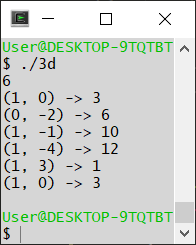 User@DESKTOP-9TQTBT
$ ./3d
6
(1, 0) -> 3
(0, -2) -> 6
(1, -1) -> 10
(1, -4) -> 12
(1, 3) -> 1
(1, 0) -> 3
User@DESKTOP-9TQTBT
$